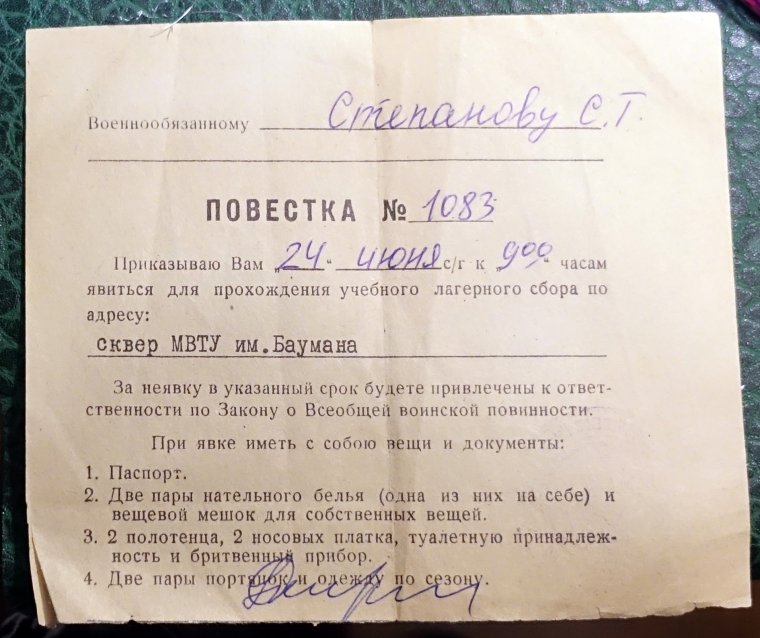 Военнообязанному Степанову С.Г.
ПОВЕСТКА № 1083
Приказываю Вам „24“ июня с/г к „9⁰⁰“ часам
явиться для прохождения учебного лагерного сбора по
адресу:
сквер МВТУ им.Баумана
За неявку в указанный срок будете привлечены к ответ-
ственности по Закону о Всеобщей воинской повинности.
При явке иметь с собою вещи и документы:
1. Паспорт.
2. Две пары нательного белья (одна из них на себе) и
вещевой мешок для собственных вещей.
3. 2 полотенца, 2 носовых платка, туалетную принадлеж-
ность и бритвенный прибор.
4. Две пары портянок и одежду по сезону.